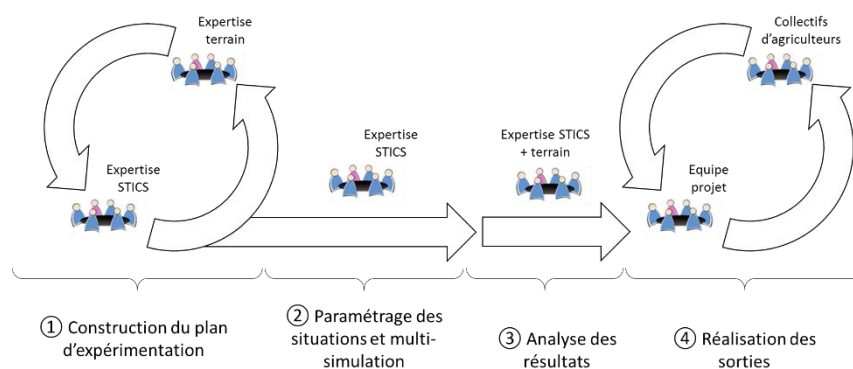 Expertise
terrain
Expertise
STICS
Expertise
STICS
Expertise STICS
+ terrain
Collectifs
d'agriculteurs
Equipe
projet
① Construction du plan
d'expérimentation
② Paramétrage des
situations et multi-
simulation
③ Analyse des
résultats
④ Réalisation des
sorties